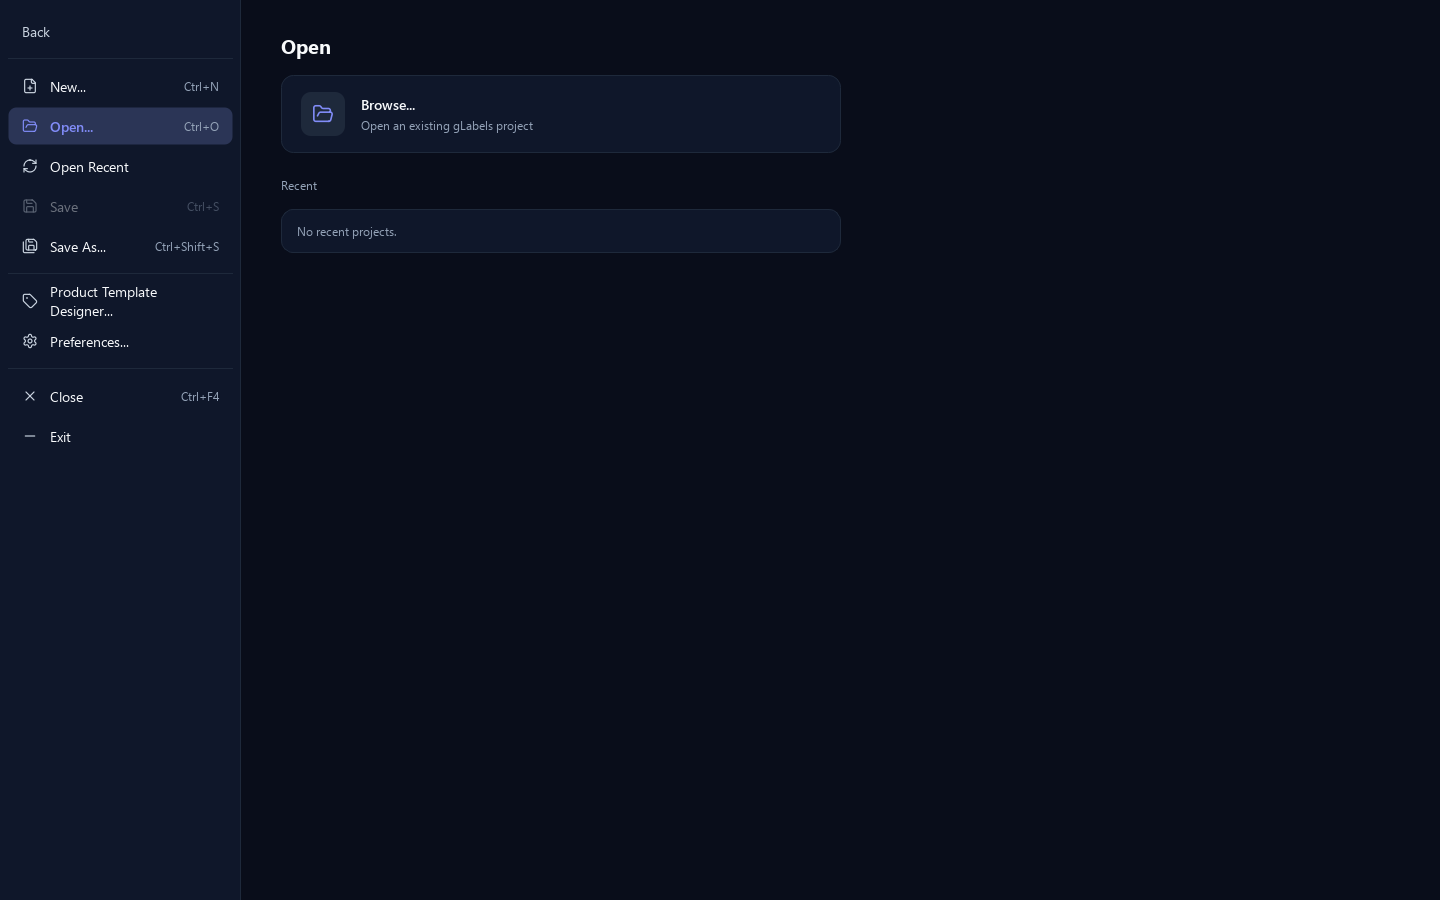 Back
New... Ctrl+N
Open... Ctrl+O
Open Recent
Save Ctrl+S
Save As... Ctrl+Shift+S
Product Template
Designer...
Preferences...
Close Ctrl+F4
Exit
Open
Browse...
Open an existing gLabels project
Recent
No recent projects.